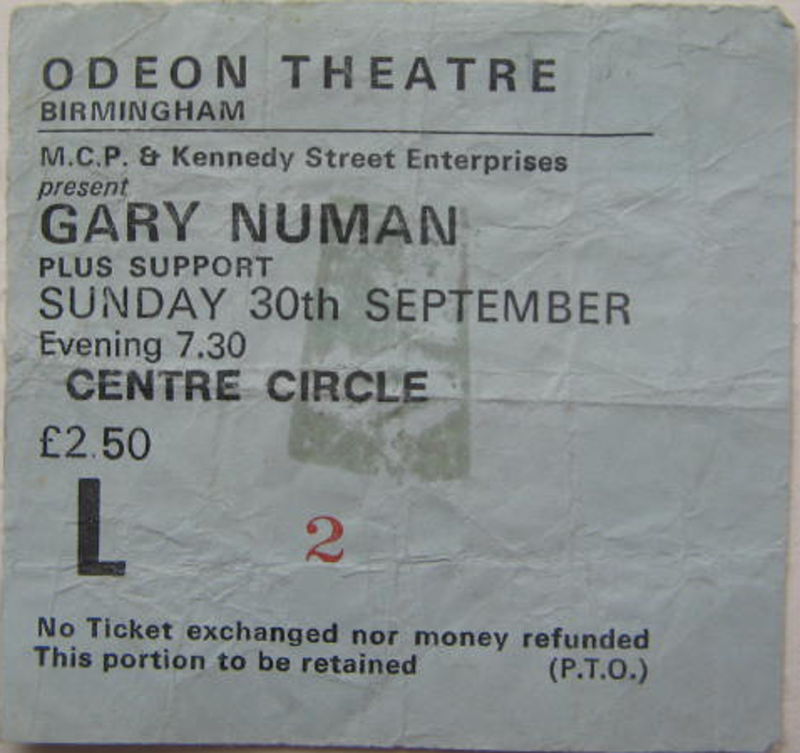 ODEON THEATRE
BIRMINGHAM
M.C.P. & Kennedy Street Enterprises
present
GARY NUMAN
PLUS SUPPORT
SUNDAY 30th SEPTEMBER
Evening 7.30
CENTRE CIRCLE
£2.50
L 2
No Ticket exchanged nor money refunded
This portion to be retained (P.T.O.)